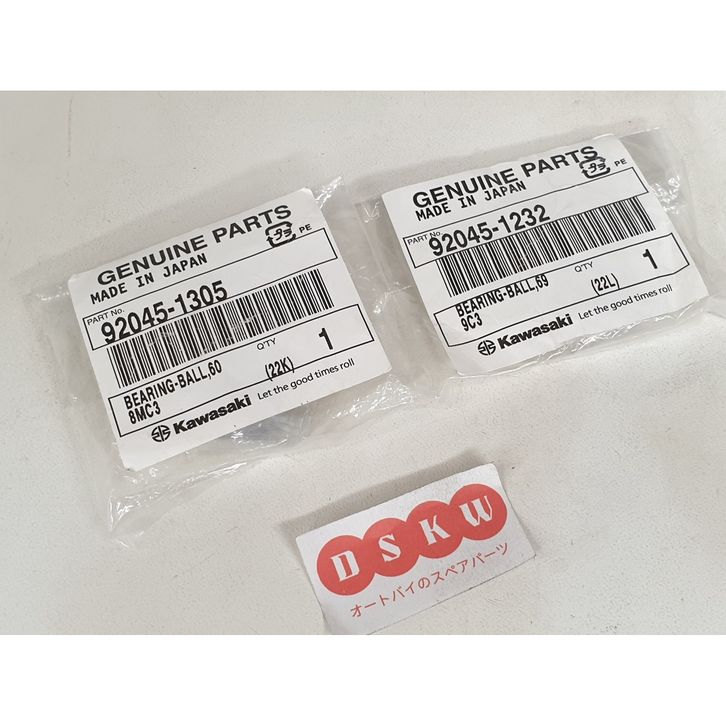 GENUINE PARTS
MADE IN JAPAN
PE
PART No.
92045-1305
BEARING-BALL,60
8MC3
Q'TY
(22K)
1
Kawasaki
Let the good times roll
GENUINE PARTS
MADE IN JAPAN
PE
PART No.
92045-1232
BEARING-BALL,69
9C3
Q'TY
(22L)
1
Kawasaki
Let the good times roll
DSKW
オートバイのスペアパーツ